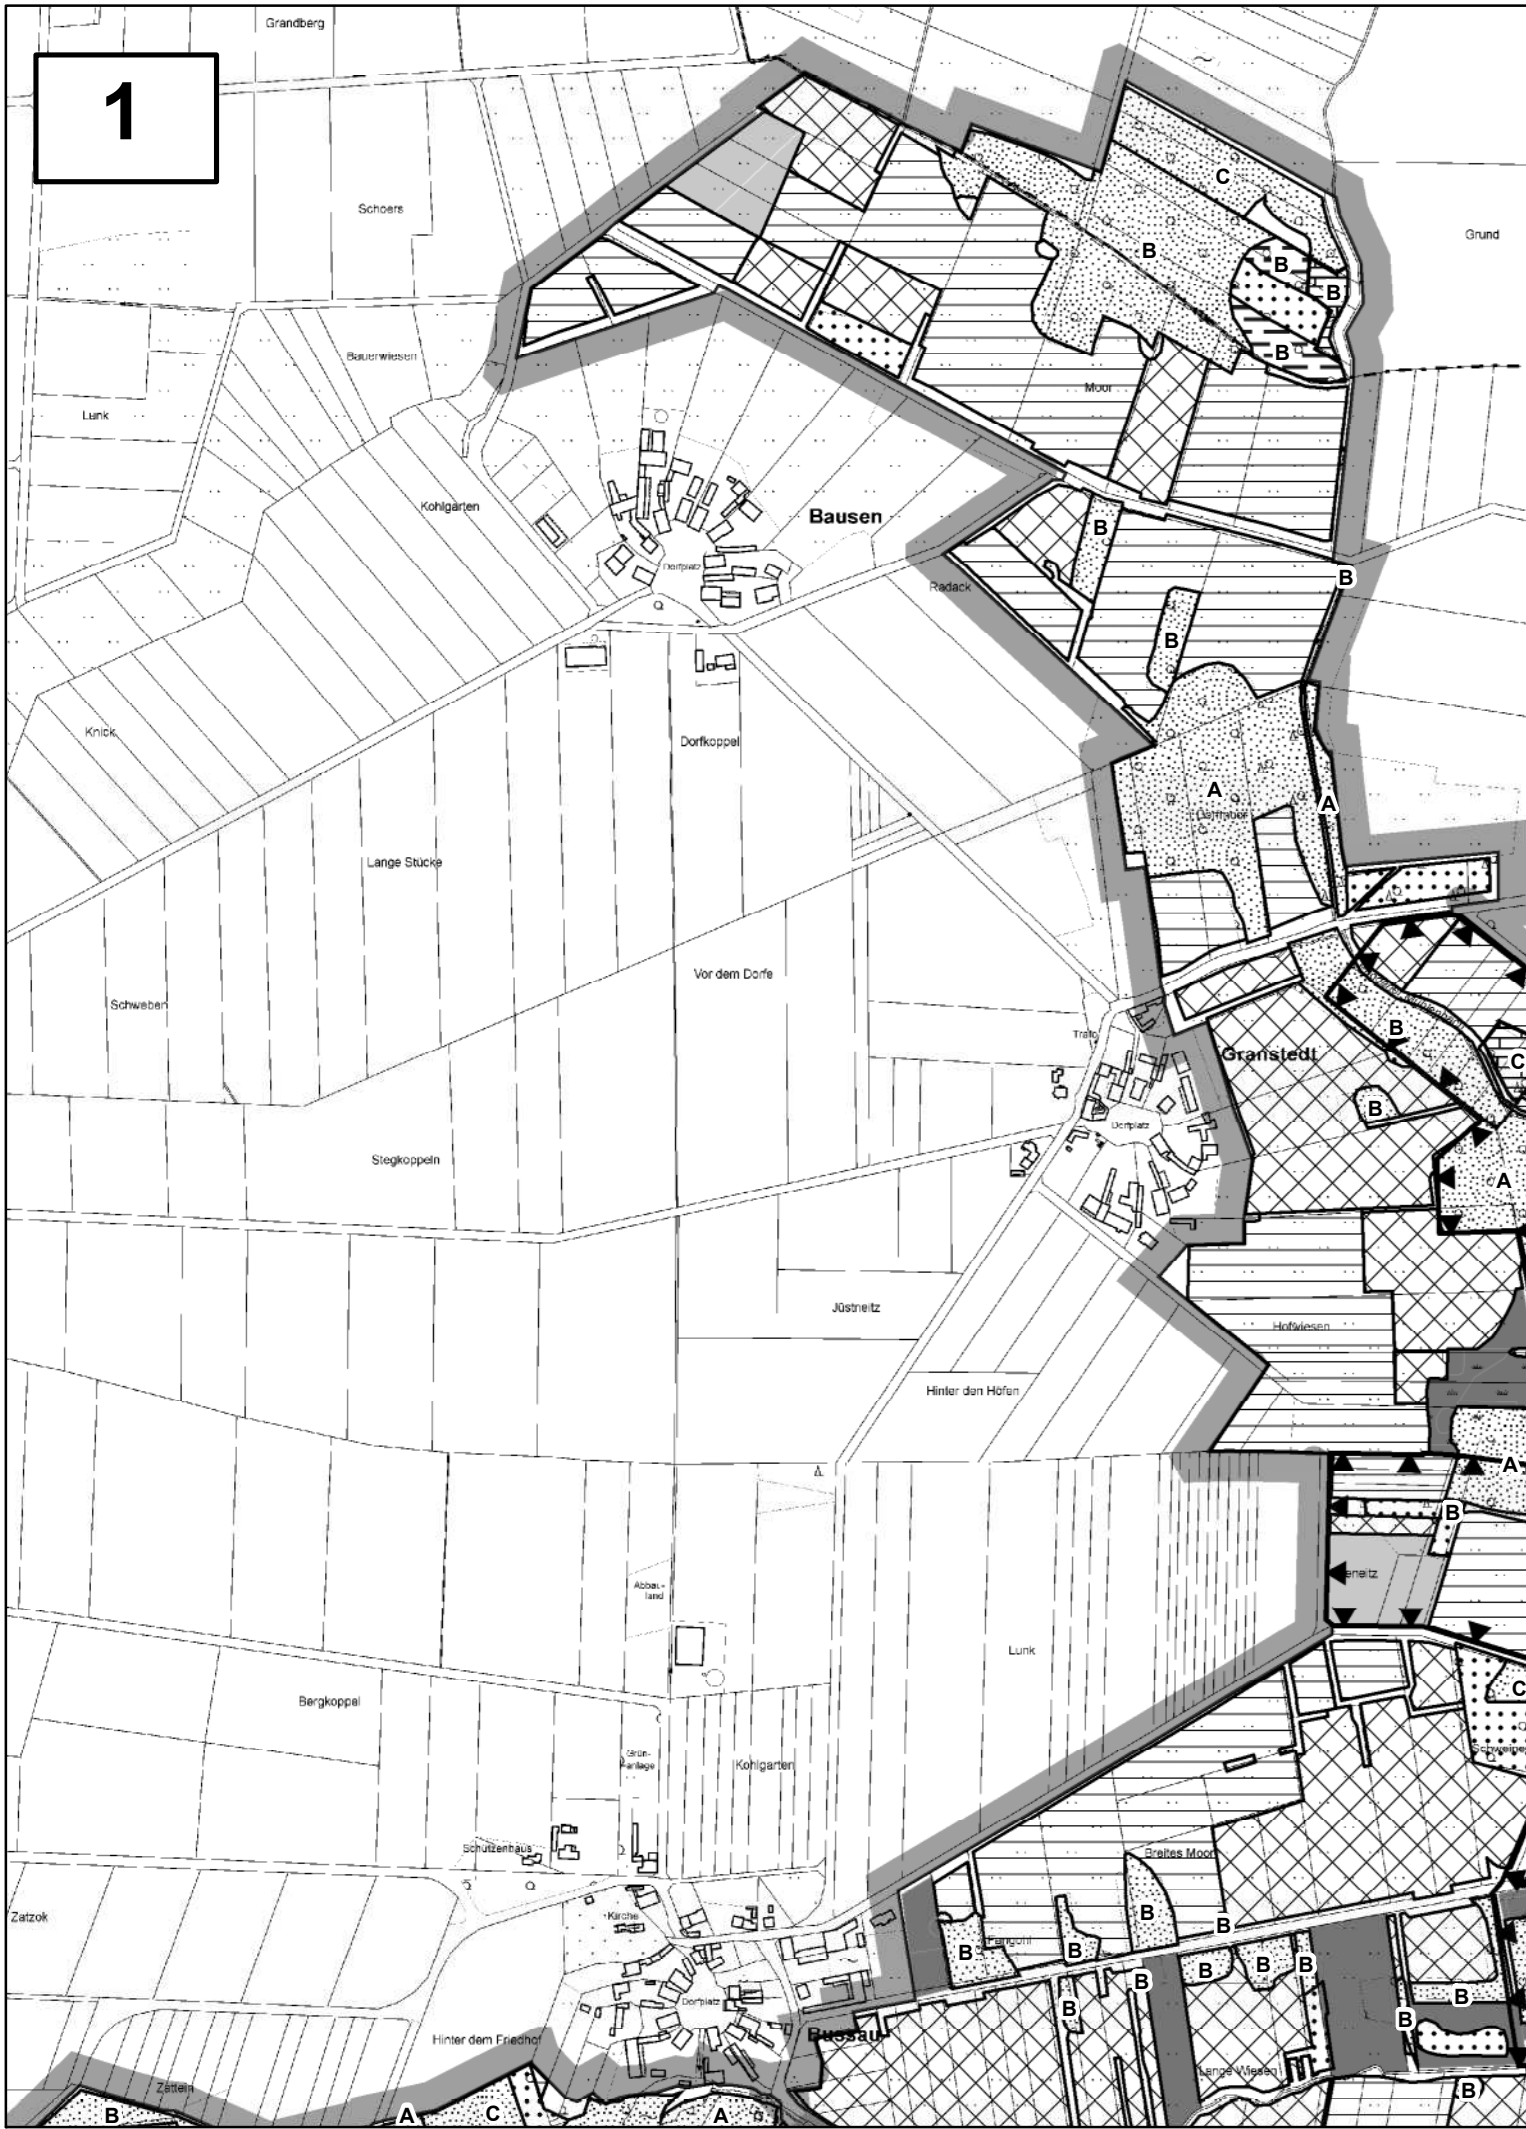 Grandberg
1
Schoers
C
Grund
B
B
B
Bauerwiesen
B
Moor
Lunk
Kohlgarten
Bausen
B
Dorfplatz
B
Radack
B
Knick
Dorfkoppel
A
A
Lange Stücke
Vor dem Dorfe
Schweben
B
Trafo
Granstedt
C
B
Dorfplatz
Stegkoppeln
A
Jüstneitz
Hofwiesen
Hinter den Höfen
A
B
Abbau-
land
Lunk
C
Bergkoppel
Grün-
anlage
Kohlgarten
Schützenhaus
Breites Moor
Zatzok
Kirche
B
B
B
B
B
B
B
B
B
B
B
Dorfplatz
Bussau
Hinter dem Friedhof
Lange Wiesen
Zattein
B
B
A
C
A